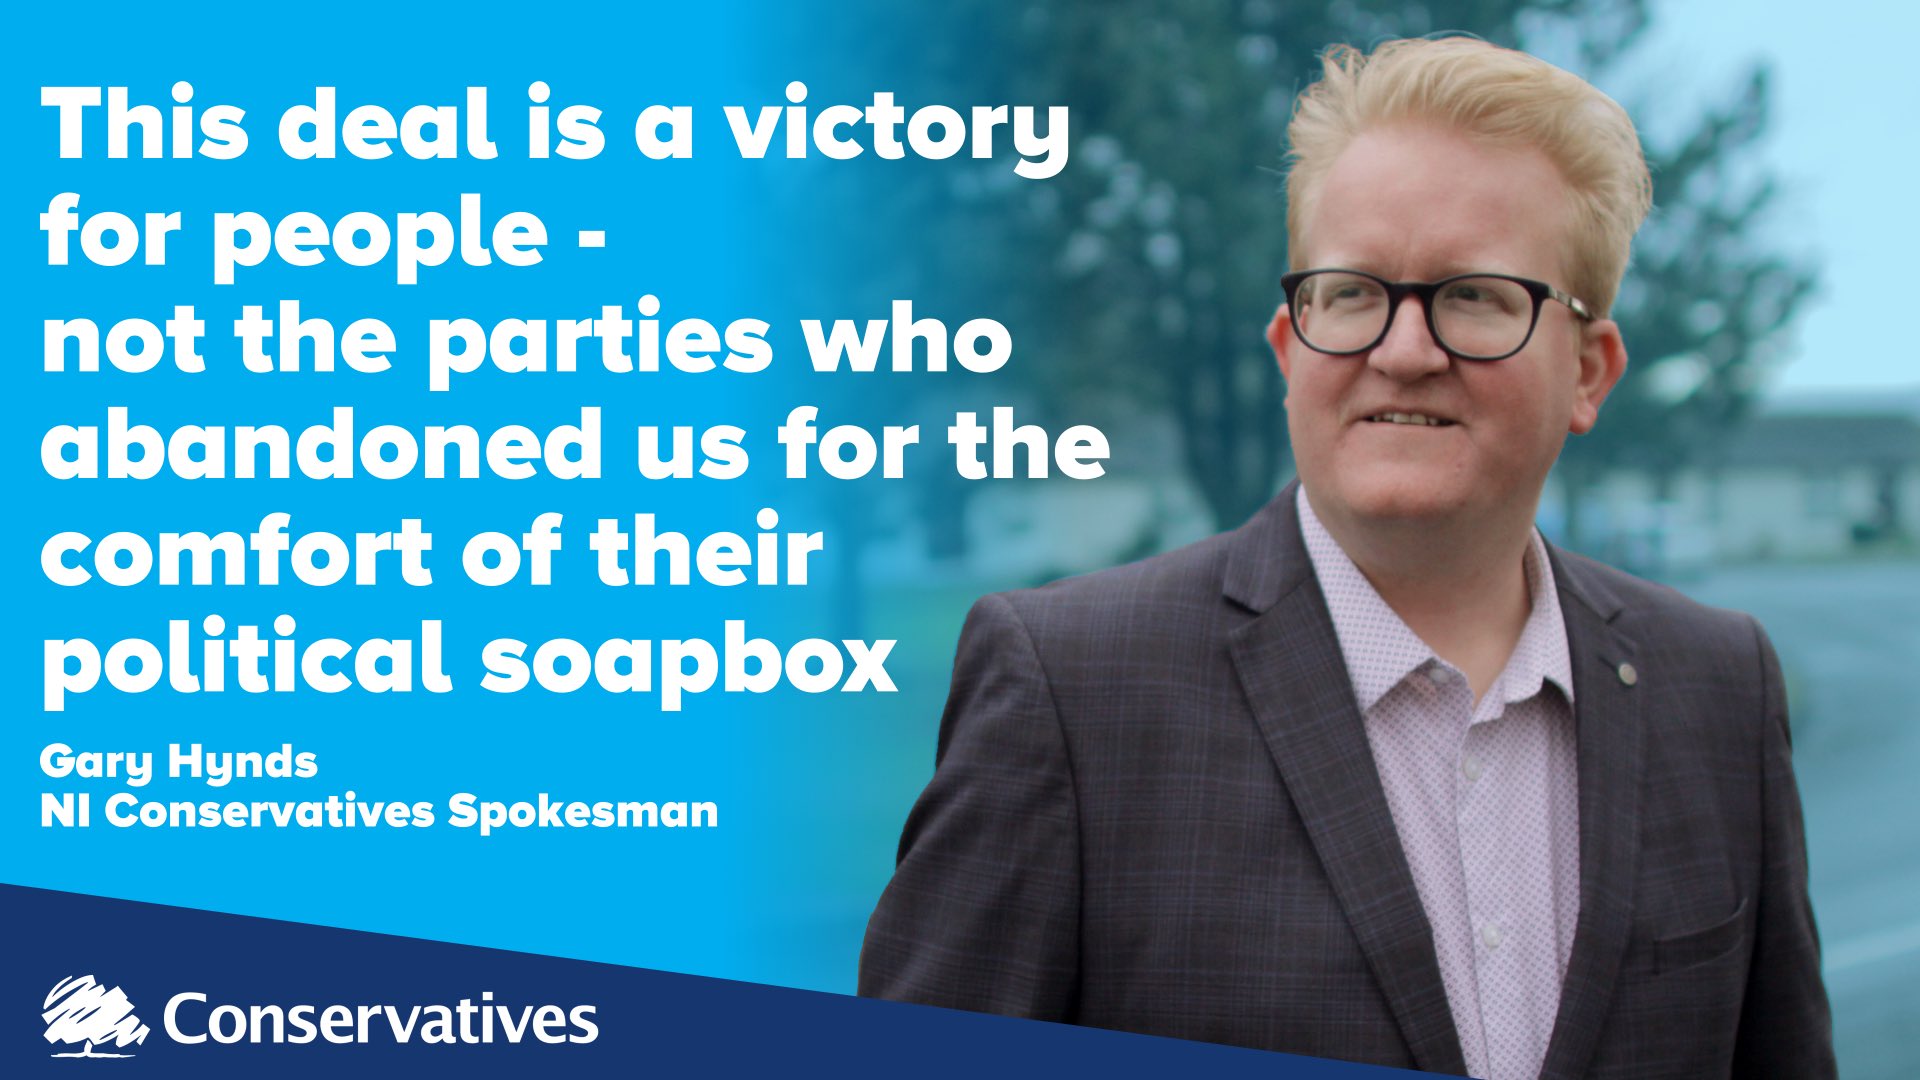 This deal is a victory
for people -
not the parties who
abandoned us for the
comfort of their
political soapbox
Gary Hynds
NI Conservatives Spokesman
Conservatives